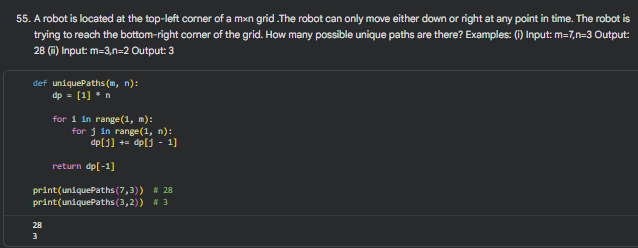 55. A robot is located at the top-left corner of a m×n grid .The robot can only move either down or right at any point in time. The robot is
trying to reach the bottom-right corner of the grid. How many possible unique paths are there? Examples: (i) Input: m=7,n=3 Output:
28 (ii) Input: m=3,n=2 Output: 3
def uniquePaths(m, n):
    dp = [1] * n
    for i in range(1, m):
        for j in range(1, n):
            dp[j] += dp[j - 1]
    return dp[-1]
print(uniquePaths(7,3))  # 28
print(uniquePaths(3,2))  # 3
28
3